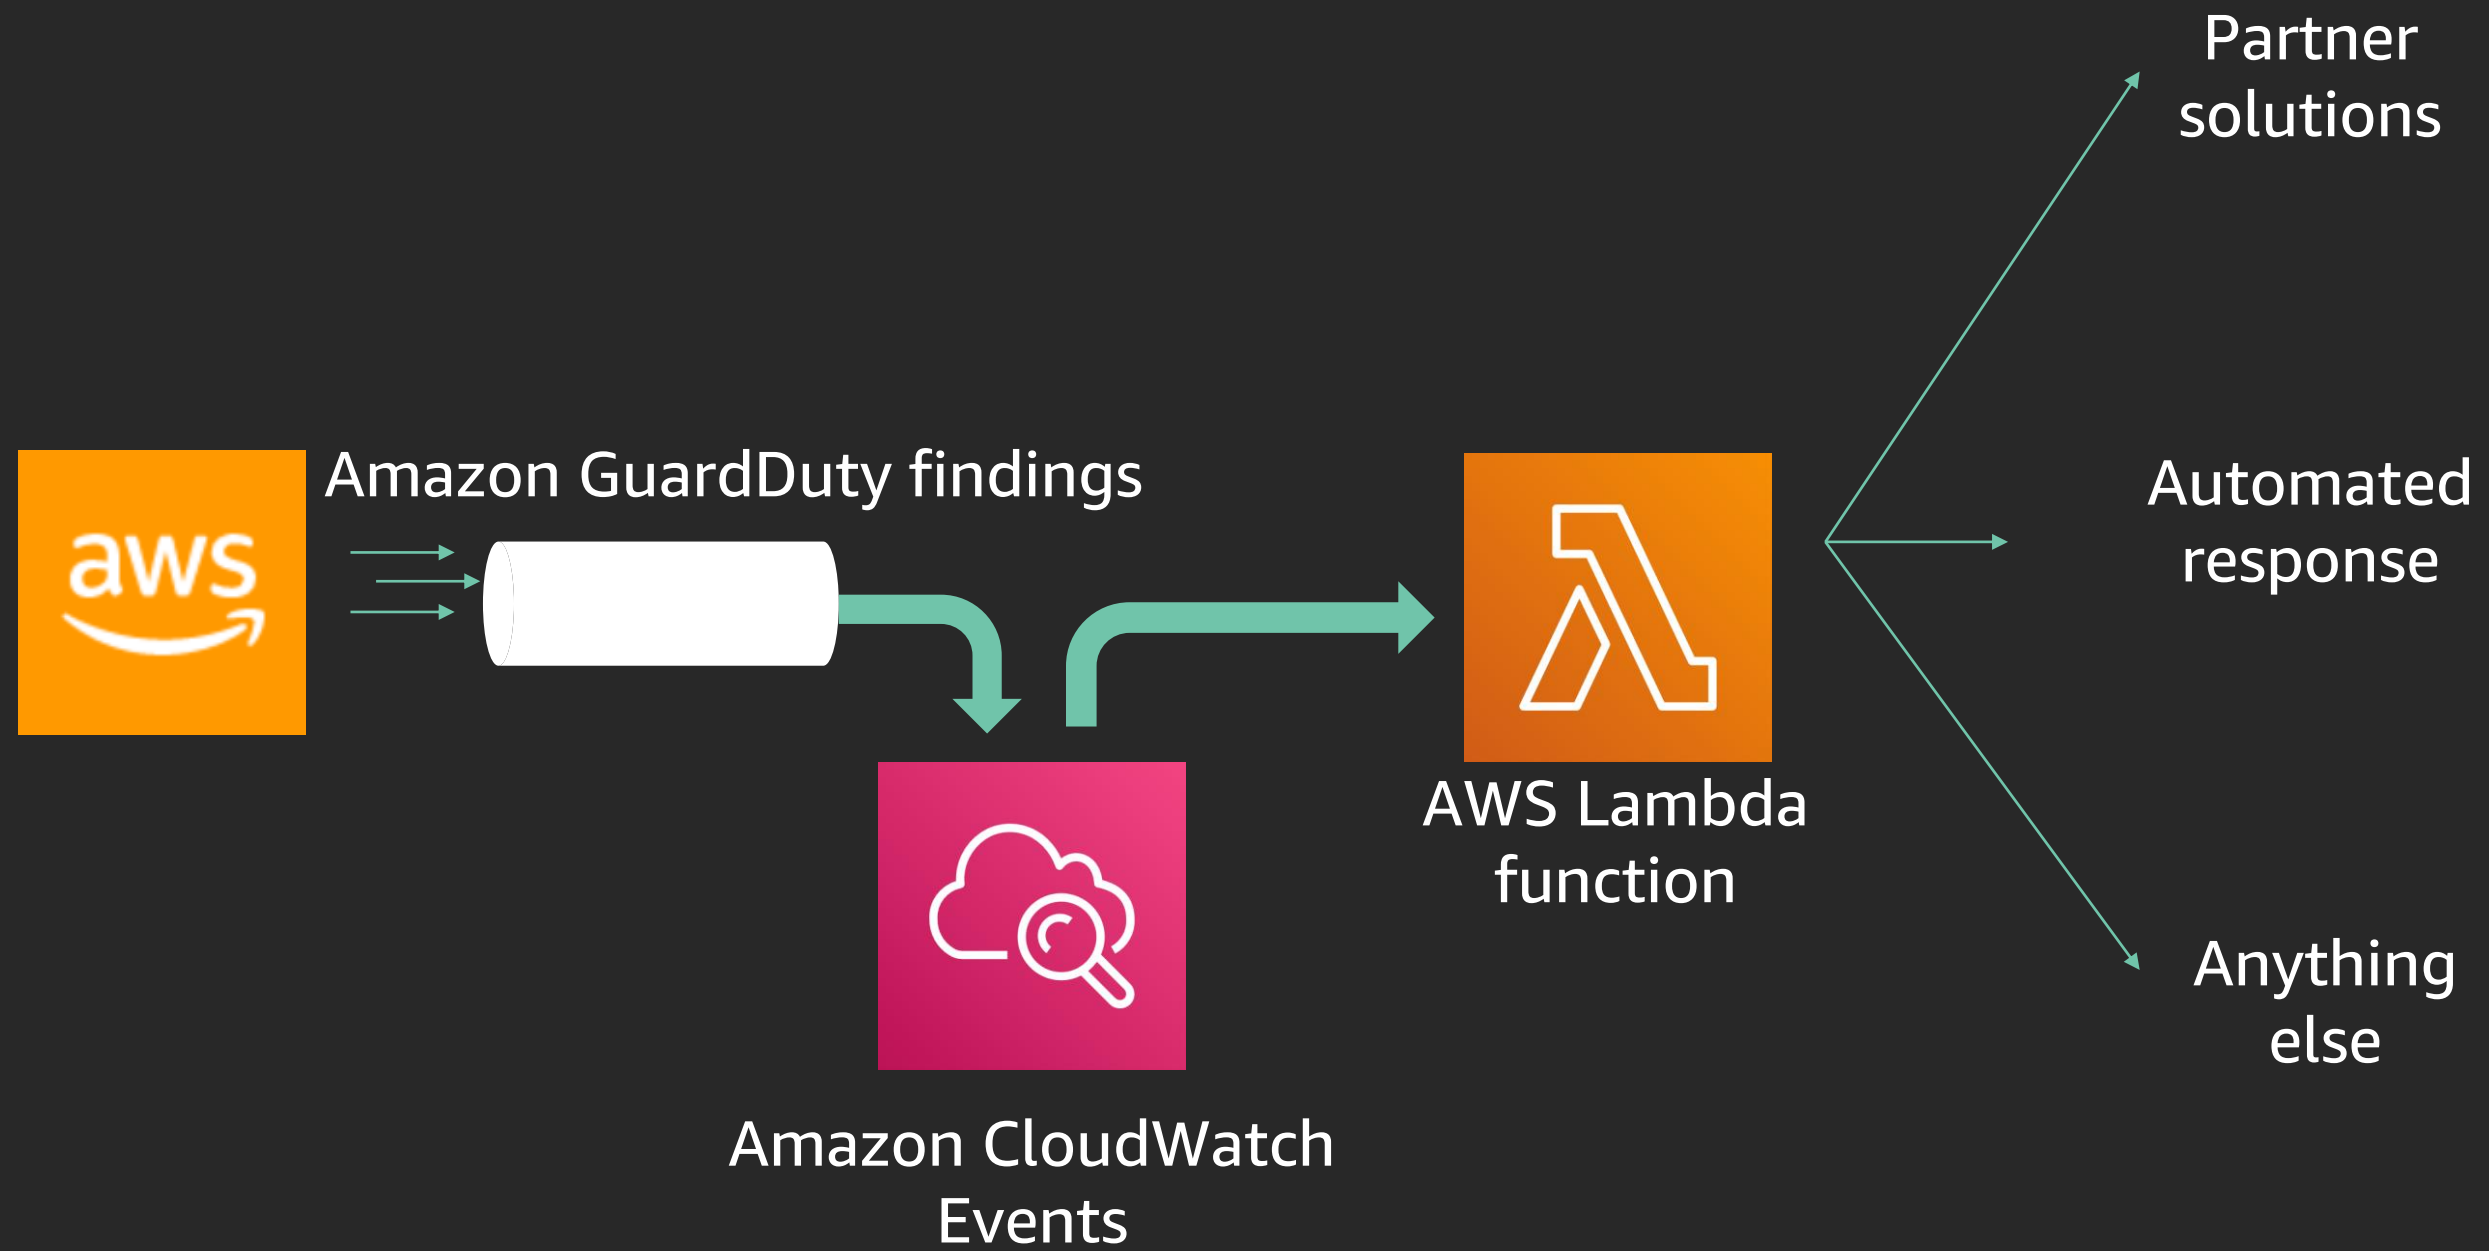 Partner
solutions
Amazon GuardDuty findings
aws
Automated
response
AWS Lambda
function
Anything
else
Amazon CloudWatch
Events